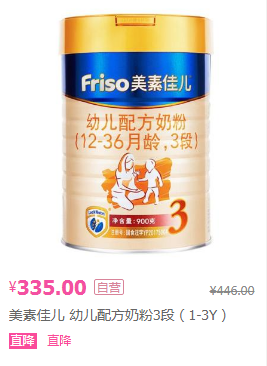 Friso美素佳儿
幼儿配方奶粉
(12-36月龄,3段)
净含量:900克
3
¥335.00 自营 ¥446.00
美素佳儿 幼儿配方奶粉3段（1-3Y）
直降 直降